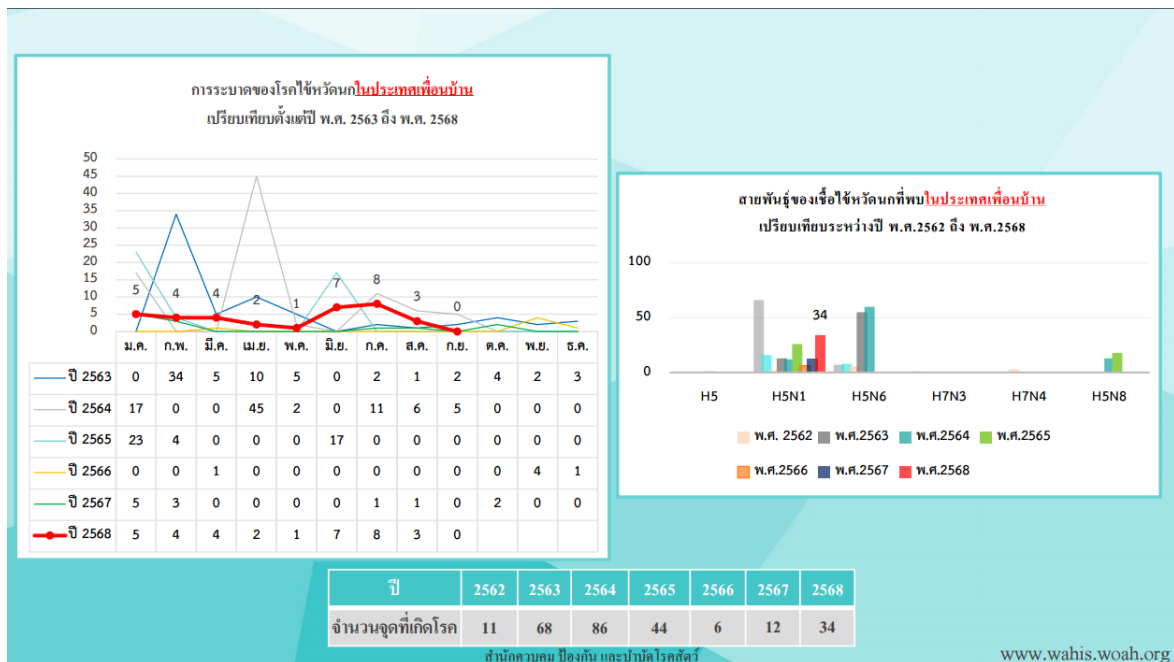 การระบาดของโรคไข้หวัดนกในประเทศเพื่อนบ้าน
เปรียบเทียบตั้งแต่ปี พ.ศ. 2563 ถึง พ.ศ. 2568
50
45
40
35
30
25
20
15
10
5
0
5 4 4 2 1 7 8 3 0
ม.ค. ก.พ. มี.ค. เม.ย. พ.ค. มิ.ย. ก.ค. ส.ค. ก.ย. ต.ค. พ.ย. ธ.ค.
ปี 2563 0 34 5 10 5 0 2 1 2 4 2 3
ปี 2564 17 0 0 45 2 0 11 6 5 0 0 0
ปี 2565 23 4 0 0 0 17 0 0 0 0 0 0
ปี 2566 0 0 1 0 0 0 0 0 0 0 4 1
ปี 2567 5 3 0 0 0 0 1 1 0 2 0 0
ปี 2568 5 4 4 2 1 7 8 3 0
สายพันธุ์ของเชื้อไข้หวัดนกที่พบในประเทศเพื่อนบ้าน
เปรียบเทียบระหว่างปี พ.ศ.2562 ถึง พ.ศ.2568
100
50
0
34
H5 H5N1 H5N6 H7N3 H7N4 H5N8
พ.ศ. 2562 พ.ศ.2563 พ.ศ.2564 พ.ศ.2565
พ.ศ.2566 พ.ศ.2567 พ.ศ.2568
ปี 2562 2563 2564 2565 2566 2567 2568
จำนวนจุดที่เกิดโรค 11 68 86 44 6 12 34
สำนักควบคุม ป้องกัน และบำบัดโรคสัตว์
www.wahis.woah.org